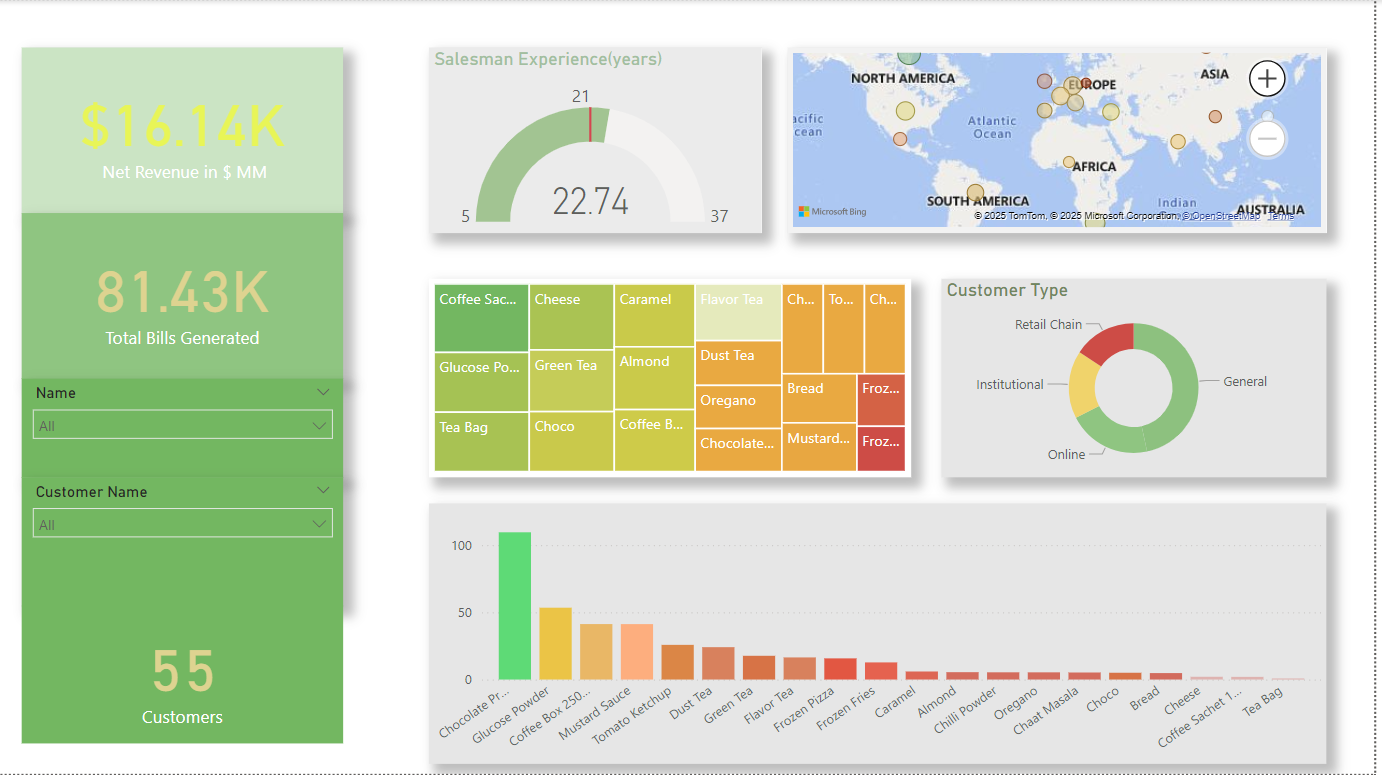 $16.14K
Net Revenue in $ MM
81.43K
Total Bills Generated
Name
All
Customer Name
All
55
Customers
Salesman Experience(years)
21
22.74
5
37
NORTH AMERICA
EUROPE
ASIA
acific
cean
Atlantic
Ocean
AFRICA
SOUTH AMERICA
Indian
AUSTRALIA
Microsoft Bing
© 2025 TomTom, © 2025 Microsoft Corporation, © OpenStreetMap Terms
Coffee Sac...
Cheese
Caramel
Flavor Tea
Ch...
To...
Ch...
Glucose Po...
Green Tea
Almond
Dust Tea
Bread
Froz...
Tea Bag
Choco
Coffee B...
Oregano
Chocolate...
Mustard...
Froz...
Customer Type
Retail Chain
Institutional
General
Online
100
50
0
Chocolate Pr...
Glucose Powder
Coffee Box 250...
Mustard Sauce
Tomato Ketchup
Dust Tea
Green Tea
Flavor Tea
Frozen Pizza
Frozen Fries
Caramel
Almond
Chilli Powder
Oregano
Chaat Masala
Choco
Bread
Cheese
Coffee Sachet 1...
Tea Bag